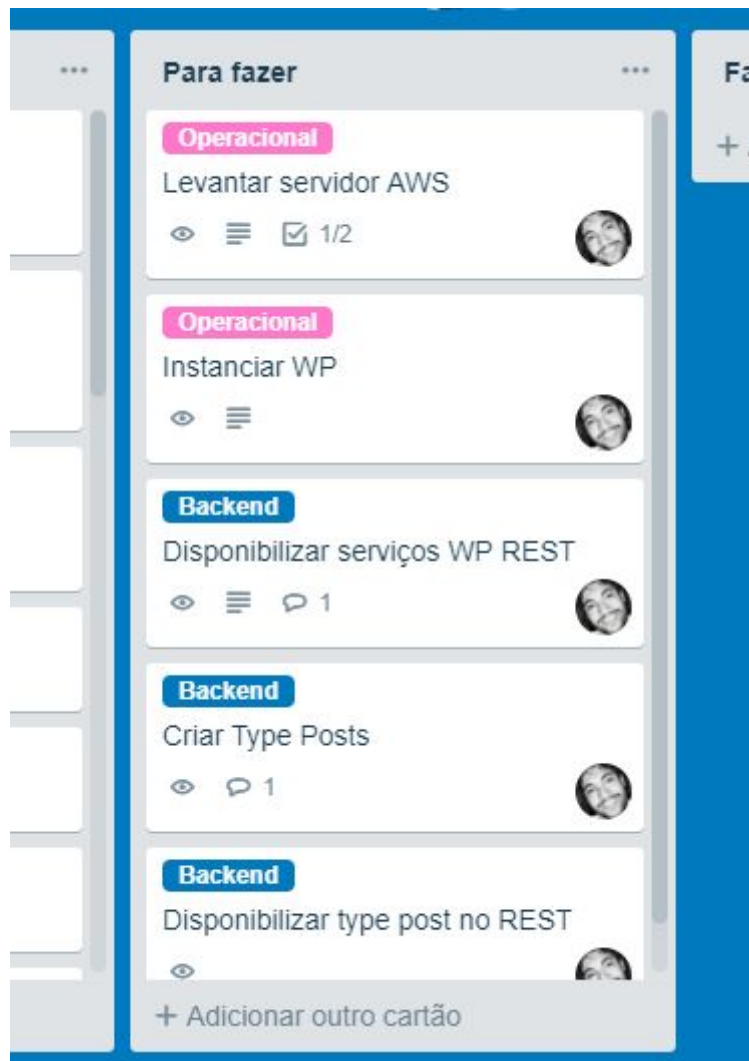 Para fazer
Operacional
Levantar servidor AWS
1/2
Operacional
Instanciar WP
Backend
Disponibilizar serviços WP REST
1
Backend
Criar Type Posts
1
Backend
Disponibilizar type post no REST
+ Adicionar outro cartão